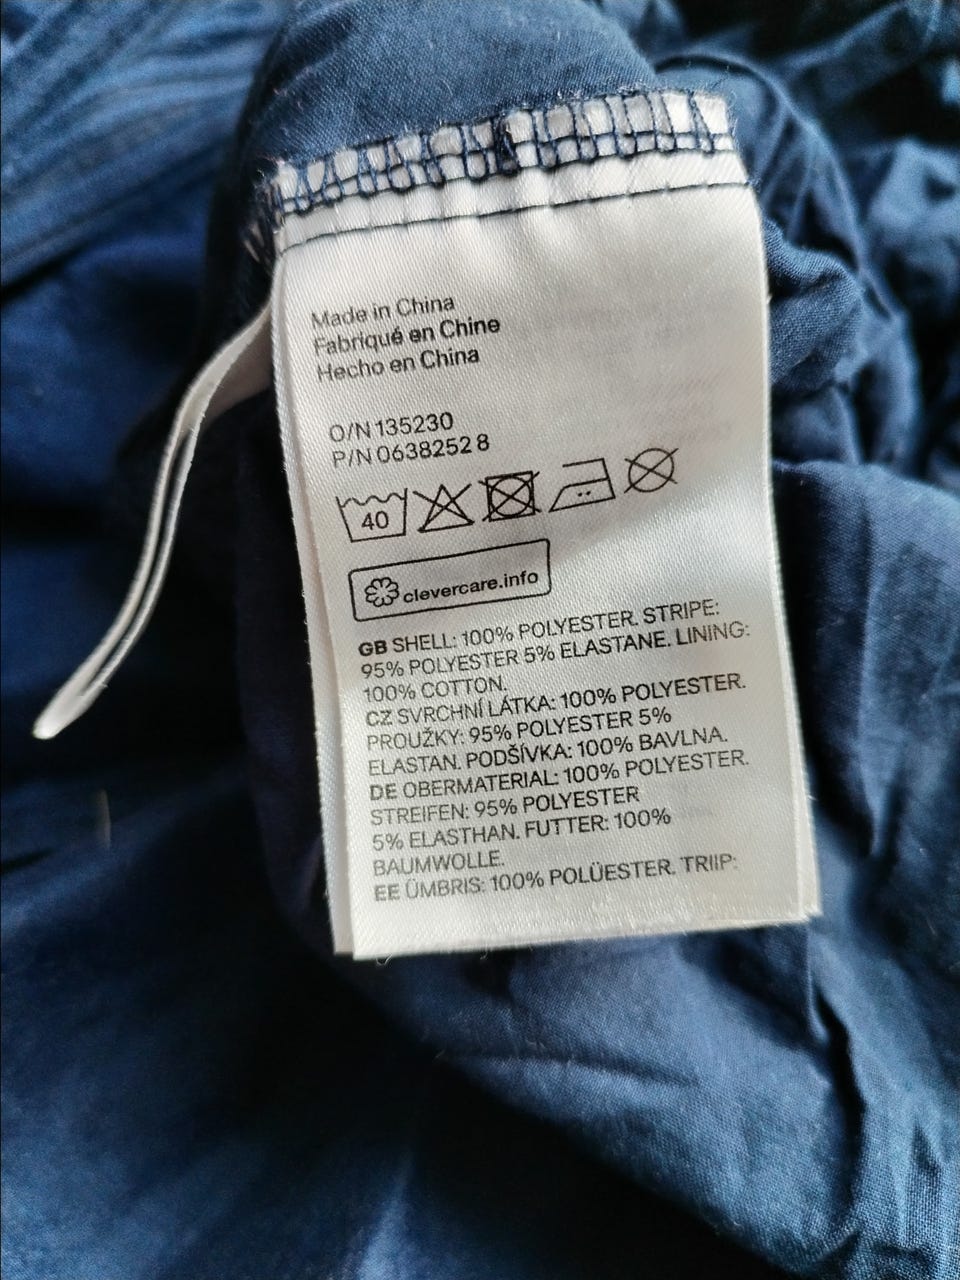 Made in China
Fabriqué en Chine
Hecho en China
O/N 135230
P/N 0638252 8
40
clevercare.info
GB SHELL: 100% POLYESTER. STRIPE:
95% POLYESTER 5% ELASTANE. LINING:
100% COTTON.
CZ SVRCHNÍ LÁTKA: 100% POLYESTER.
PROUŽKY: 95% POLYESTER 5%
ELASTAN. PODŠÍVKA: 100% BAVLNA.
DE OBERMATERIAL: 100% POLYESTER.
STREIFEN: 95% POLYESTER
5% ELASTHAN. FUTTER: 100%
BAUMWOLLE.
EE ÜMBRIS: 100% POLÜESTER. TRIIP: